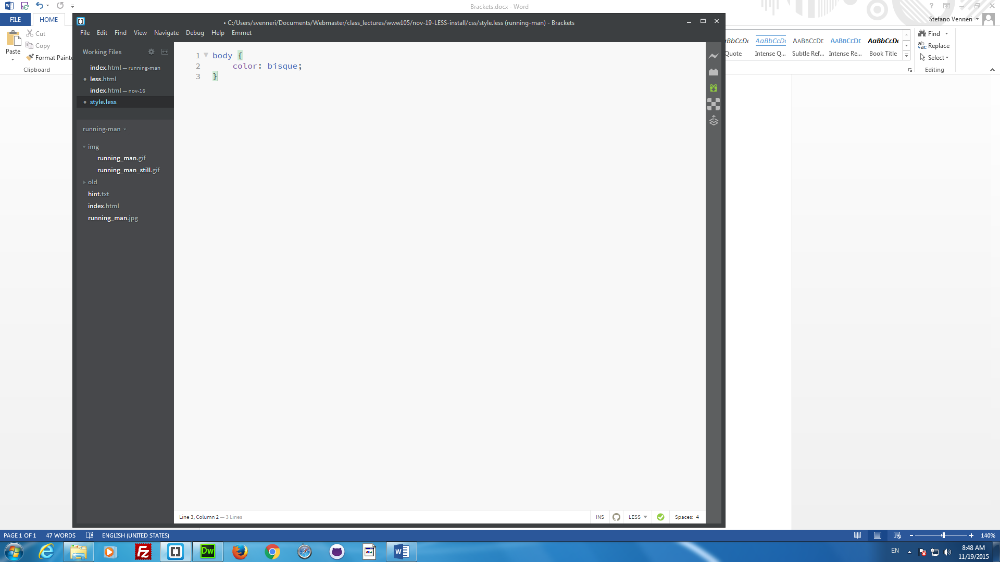 Brackets.docx - Word
FILE
HOME
Stefano Venneri
Paste
Cut
Copy
Format Painte
Clipboard
AaBbCcDc
AaBbCcDc
AaBbCcDc
AaBbCcDc
Quote
Intense Q...
Subtle Ref...
Intense Re...
Book Title
Find
Replace
Select
Editing
• C:/Users/svenneri/Documents/Webmaster/class_lectures/www105/nov-19-LESS-install/css/style.less (running-man) - Brackets
File Edit Find View Navigate Debug Help Emmet
Working Files
index.html — running-man
less.html
index.html — nov-16
style.less
running-man
img
running_man.gif
running_man_still.gif
old
hint.txt
index.html
running_man.jpg
1 body {
2 color: bisque;
3 }
Line 3, Column 2 — 3 Lines
INS
LESS
Spaces: 4
PAGE 1 OF 1 47 WORDS ENGLISH (UNITED STATES)
140%
Fz
Dw
EN
8:48 AM
11/19/2015